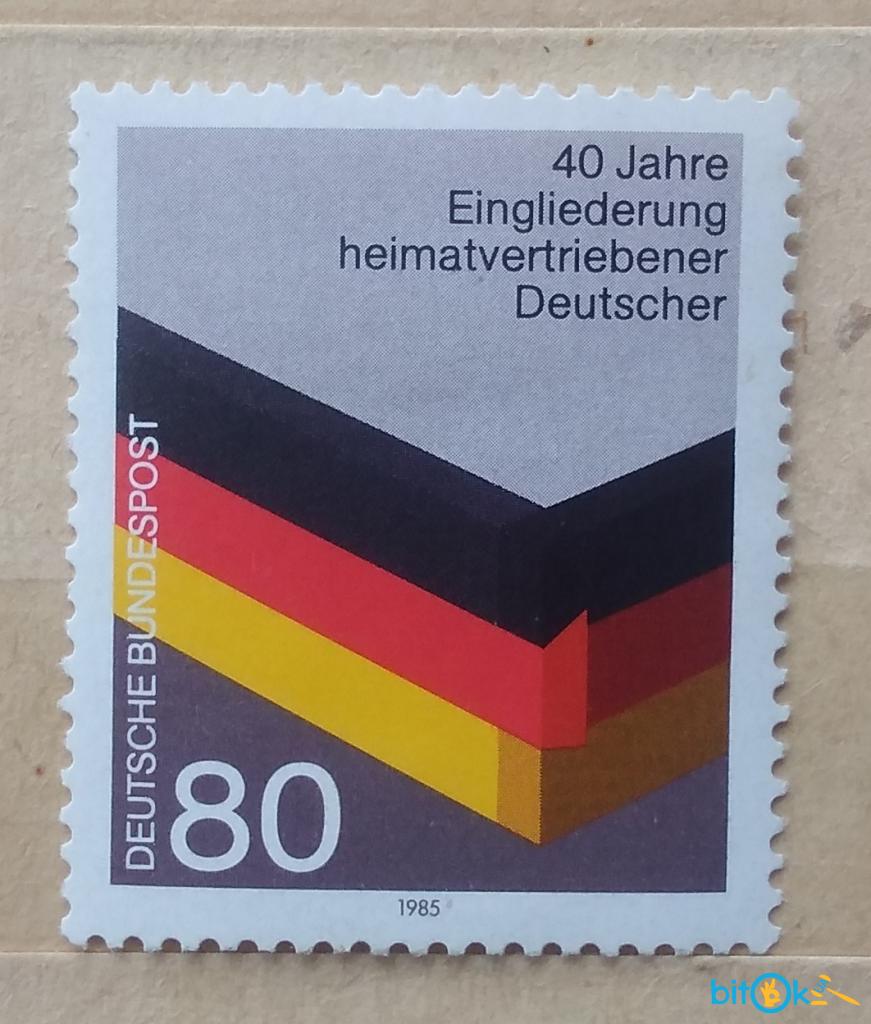 40 Jahre
Eingliederung
heimatvertriebener
Deutscher
DEUTSCHE BUNDESPOST
80
1985
bitOk